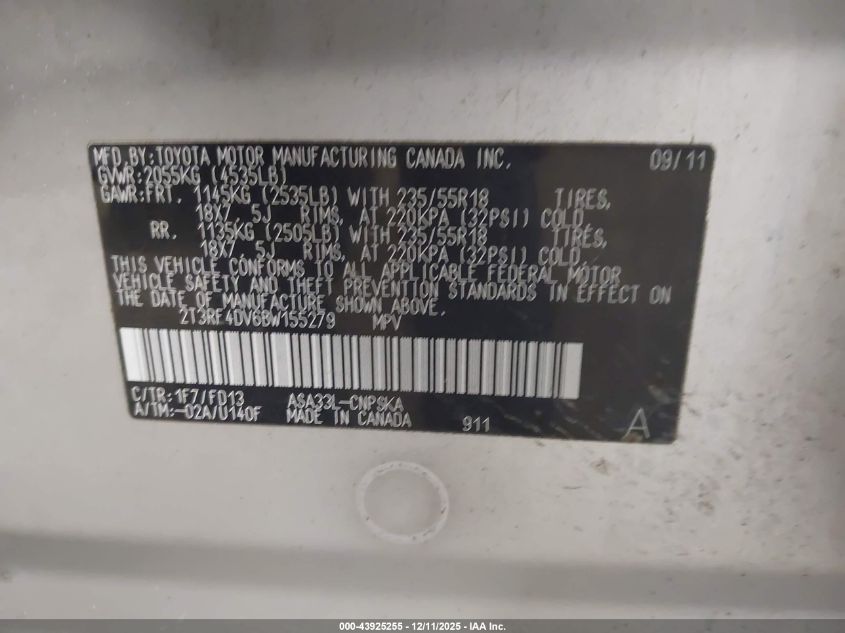 MFD. BY: TOYOTA MOTOR MANUFACTURING CANADA INC. 09/11
GVWR: 2055KG (4535LB)
GAWR: FRT. 1145KG (2535LB) WITH 235/55R18 TIRES,
18X7.5J RIMS, AT 220KPA (32PSI) COLD.
RR. 1135KG (2505LB) WITH 235/55R18 TIRES,
18X7.5J RIMS, AT 220KPA (32PSI) COLD.
THIS VEHICLE CONFORMS TO ALL APPLICABLE FEDERAL MOTOR
VEHICLE SAFETY AND THEFT PREVENTION STANDARDS IN EFFECT ON
THE DATE OF MANUFACTURE SHOWN ABOVE.
2T3RF4DV6BW155279 MPV
C/TR: 1F7/FD13 ASA33L-CNPSKA
A/TM: -02A/U140F MADE IN CANADA 911 A
000-43925255 - 12/11/2025 - IAA Inc.